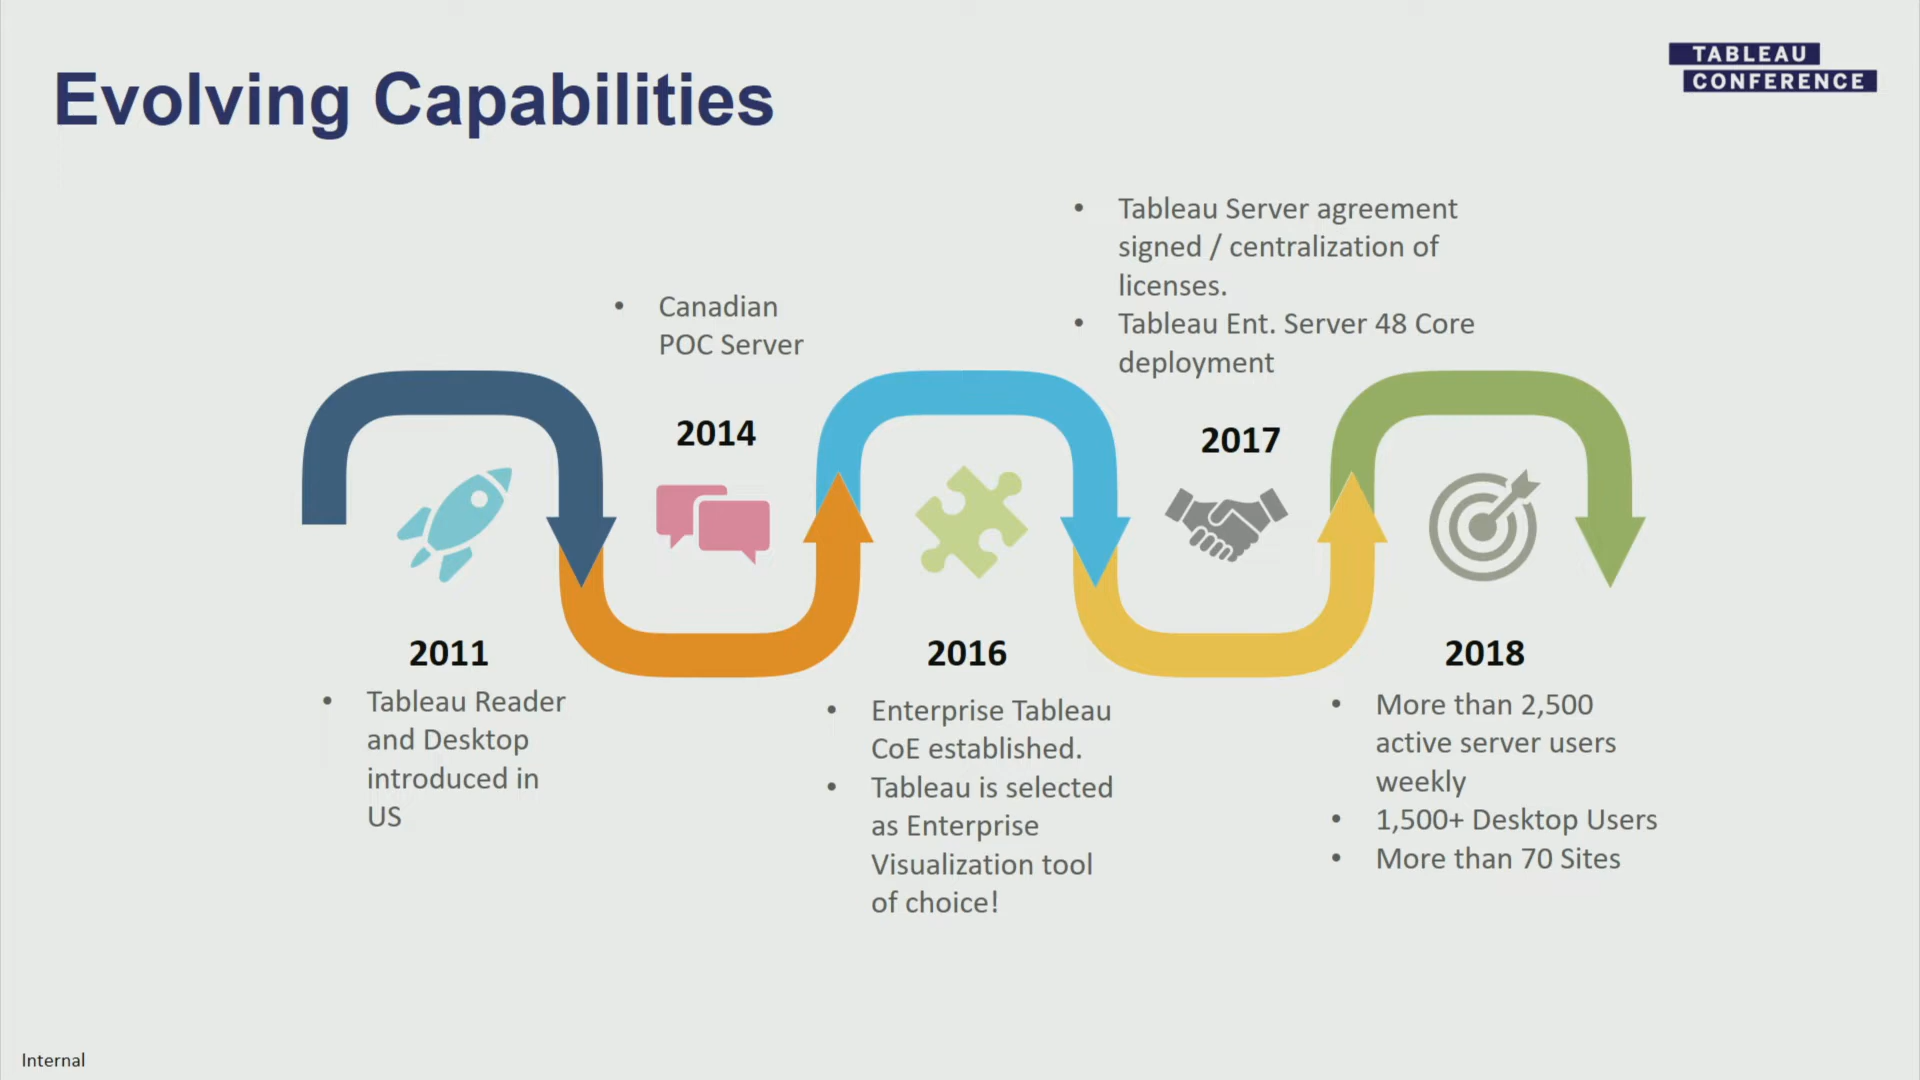 Evolving Capabilities
TABLEAU
CONFERENCE
• Tableau Server agreement
signed / centralization of
licenses.
• Tableau Ent. Server 48 Core
deployment
• Canadian
POC Server
2014
2017
2011
• Tableau Reader
and Desktop
introduced in
US
2016
• Enterprise Tableau
CoE established.
• Tableau is selected
as Enterprise
Visualization tool
of choice!
2018
• More than 2,500
active server users
weekly
• 1,500+ Desktop Users
• More than 70 Sites
Internal